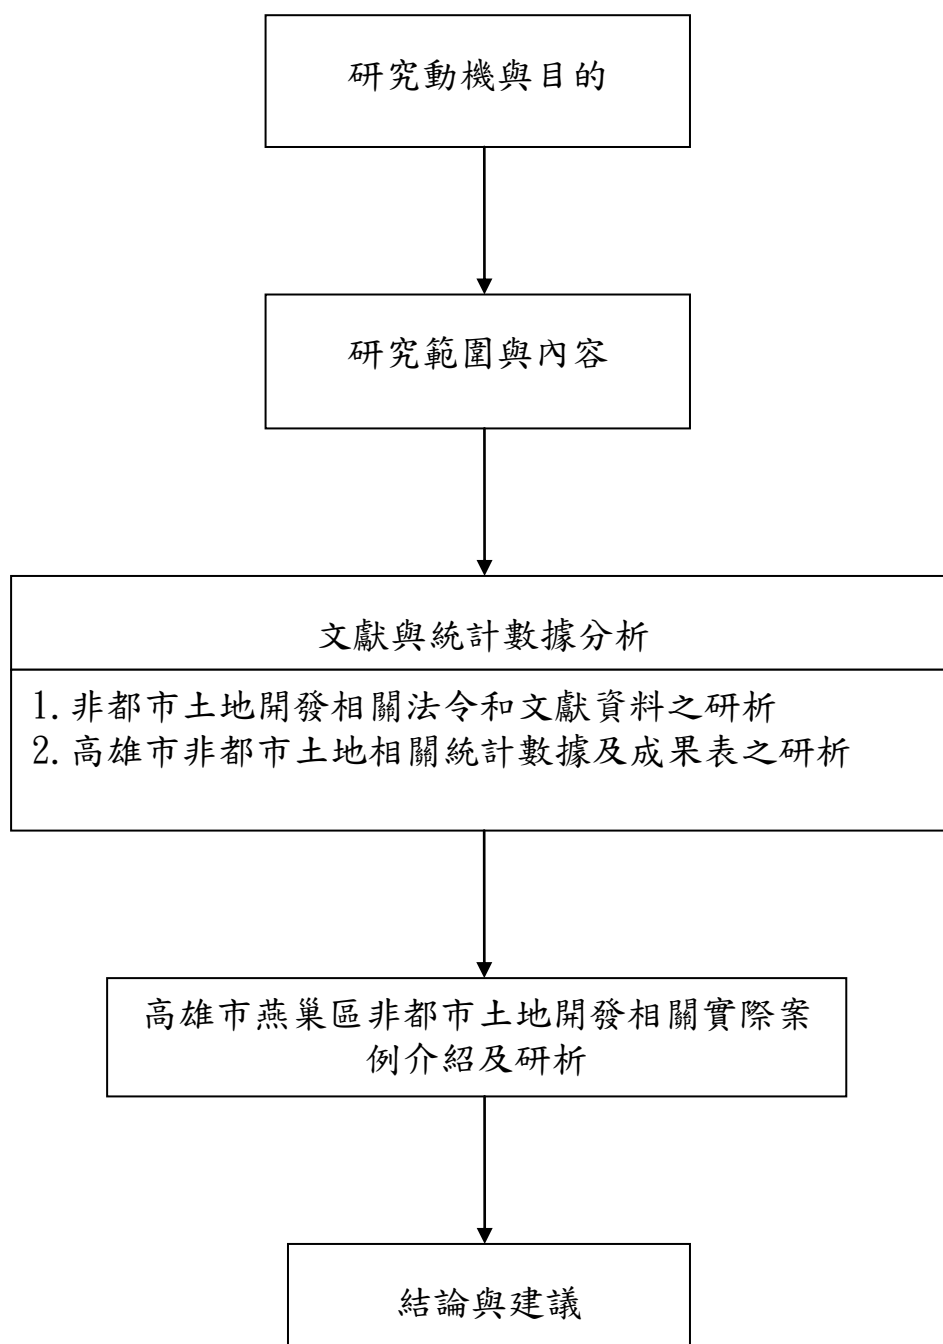 研究動機與目的
研究範圍與內容
文獻與統計數據分析
1. 非都市土地開發相關法令和文獻資料之研析
2. 高雄市非都市土地相關統計數據及成果表之研析
高雄市燕巢區非都市土地開發相關實際案
例介紹及研析
結論與建議